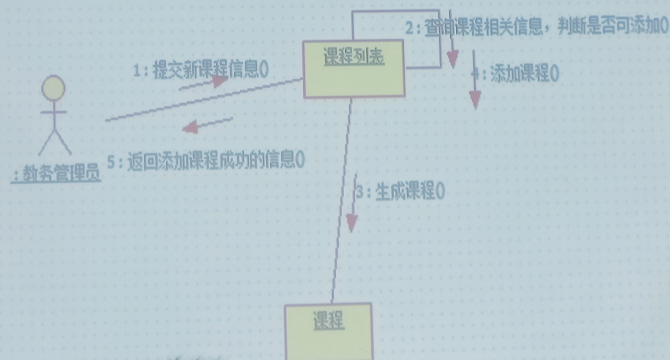 2:查询课程相关信息，判断是否可添加()
课程列表
1:提交新课程信息()
4:添加课程()
5:返回添加课程成功的信息()
:教务管理员
3:生成课程()
课程